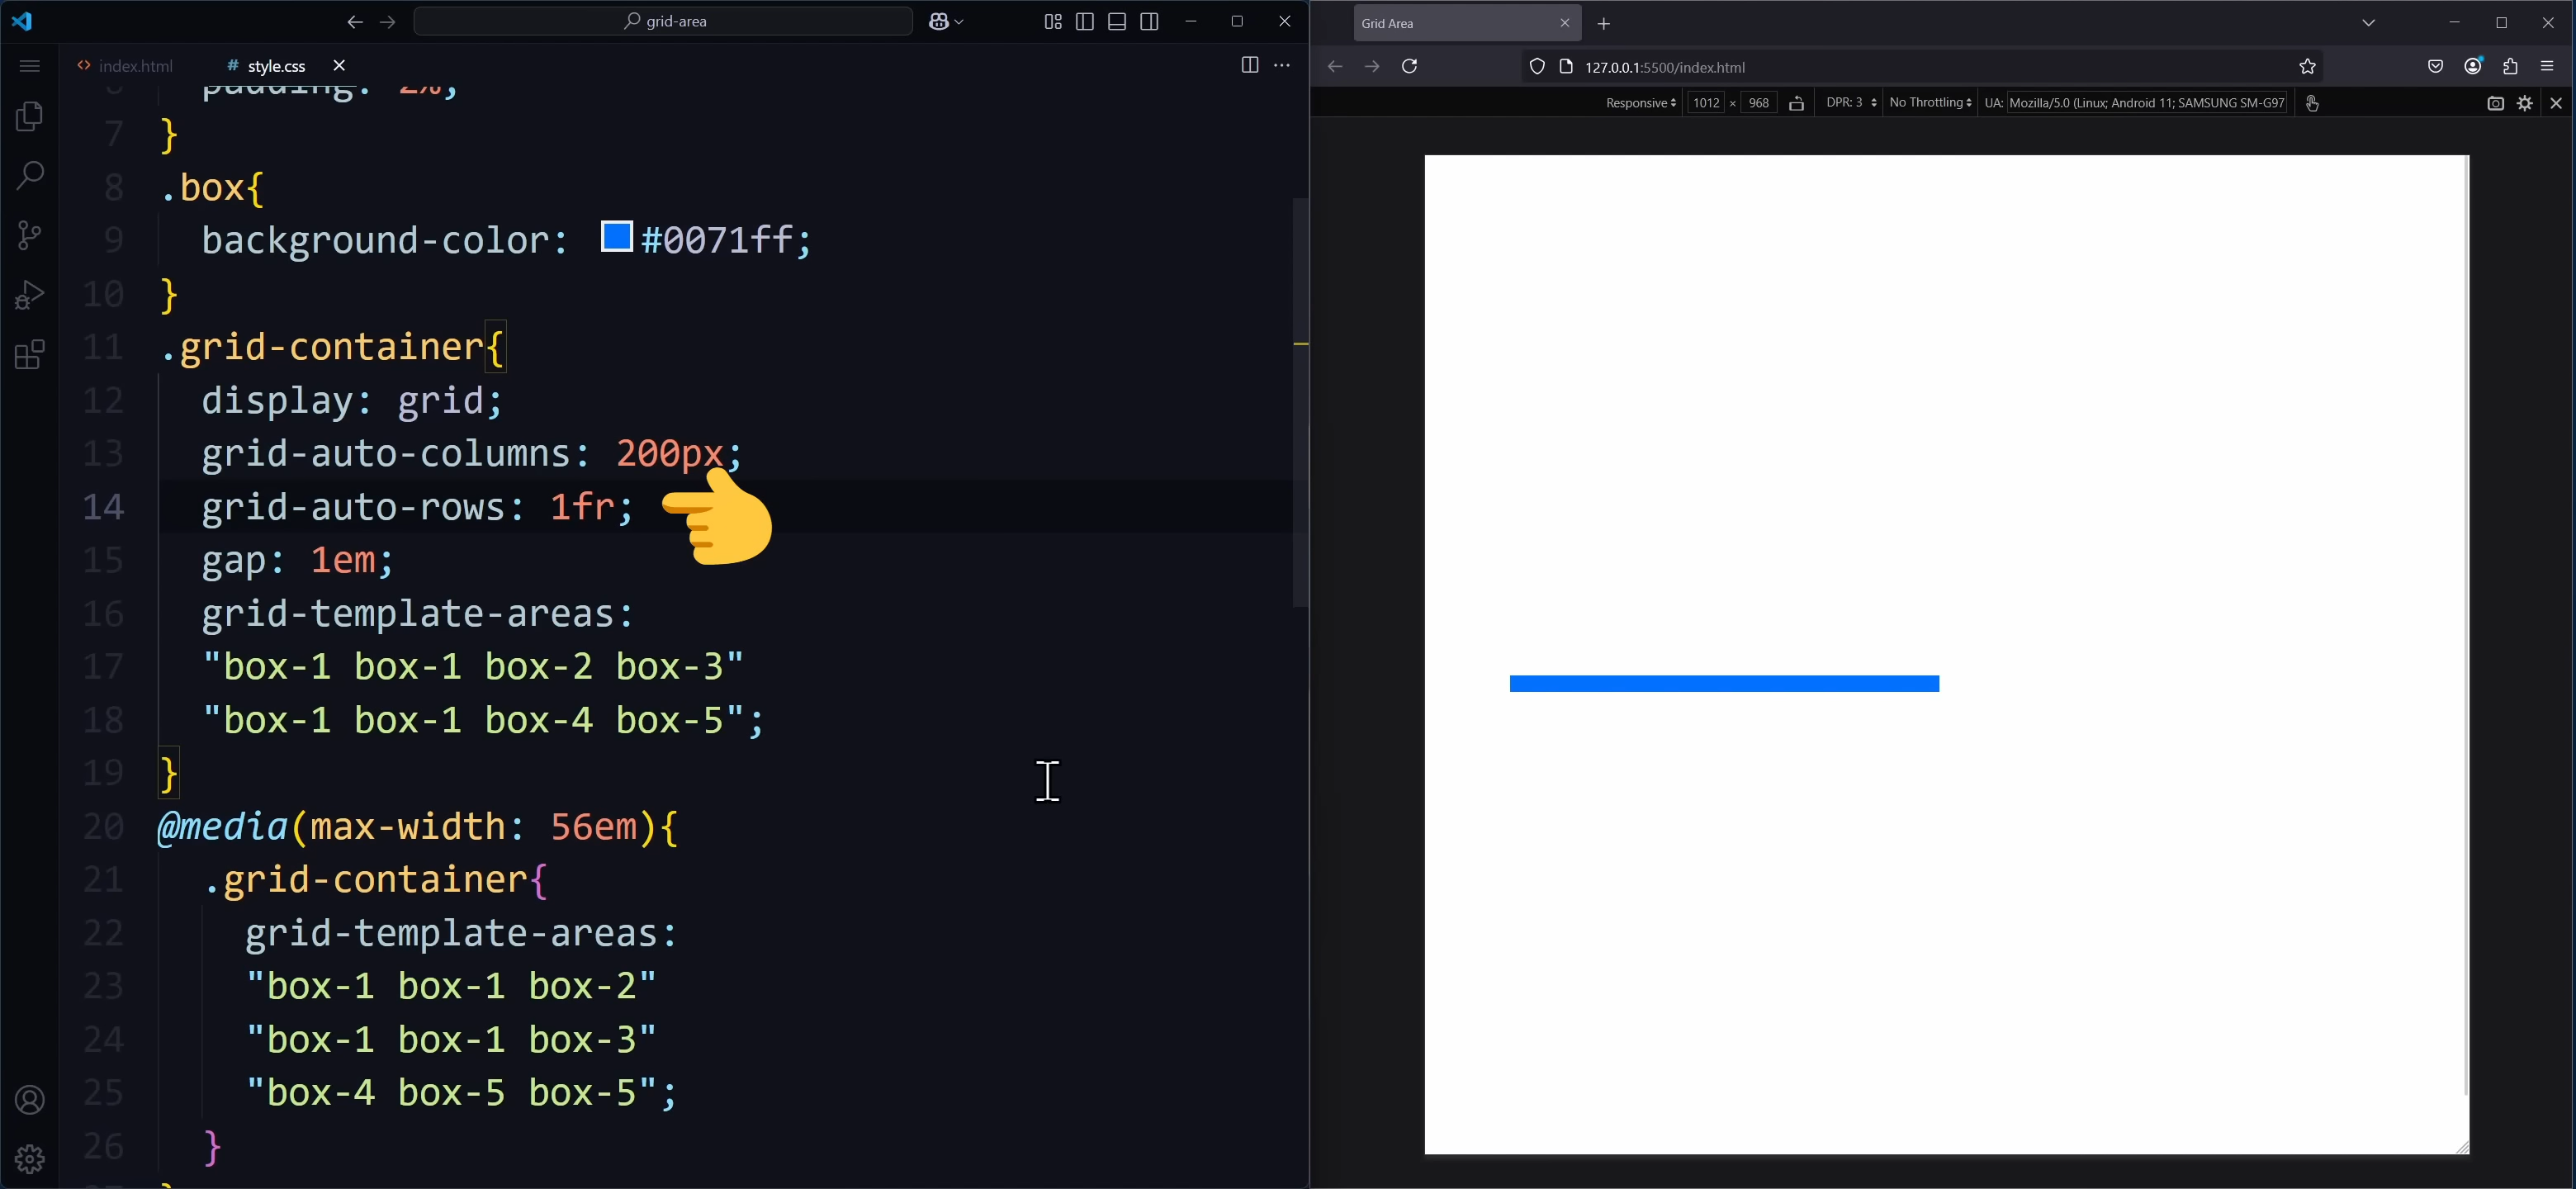 grid-area
index.html
# style.css
6 padding: 2%;
7 }
8 .box{
9 background-color: #0071ff;
10 }
11 .grid-container{
12 display: grid;
13 grid-auto-columns: 200px;
14 grid-auto-rows: 1fr;
15 gap: 1em;
16 grid-template-areas:
17 "box-1 box-1 box-2 box-3"
18 "box-1 box-1 box-4 box-5";
19 }
20 @media(max-width: 56em){
21 .grid-container{
22 grid-template-areas:
23 "box-1 box-1 box-2"
24 "box-1 box-1 box-3"
25 "box-4 box-5 box-5";
26 }
Grid Area
127.0.0.1:5500/index.html
Responsive 1012 × 968 DPR: 3 No Throttling UA: Mozilla/5.0 (Linux; Android 11; SAMSUNG SM-G97